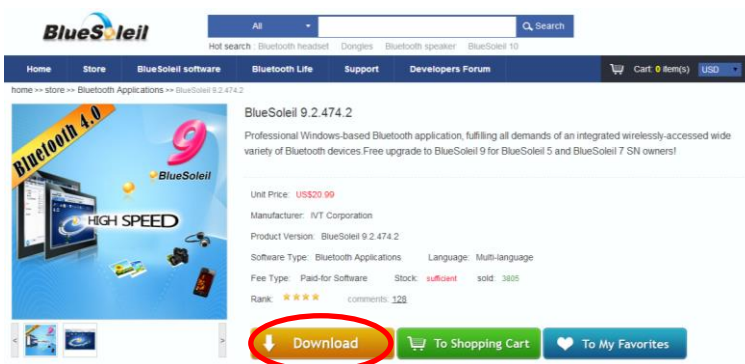 BlueSoleil
All
Search
Hot search : Bluetooth headset Dongles Bluetooth speaker BlueSoleil 10
Home Store BlueSoleil software Bluetooth Life Support Developers Forum Cart 0 item(s) USD
home >> store >> Bluetooth Applications >> BlueSoleil 9.2.474.2
Bluetooth 4.0
9
BlueSoleil
HIGH SPEED
BlueSoleil 9.2.474.2
Professional Windows-based Bluetooth application, fulfilling all demands of an integrated wirelessly-accessed wide
variety of Bluetooth devices.Free upgrade to BlueSoleil 9 for BlueSoleil 5 and BlueSoleil 7 SN owners!
Unit Price: US$20.99
Manufacturer: IVT Corporation
Product Version: BlueSoleil 9.2.474.2
Software Type: Bluetooth Applications Language: Multi-language
Fee Type: Paid-for Software Stock: sufficient sold: 3805
Rank: comments: 128
< >
Download To Shopping Cart To My Favorites